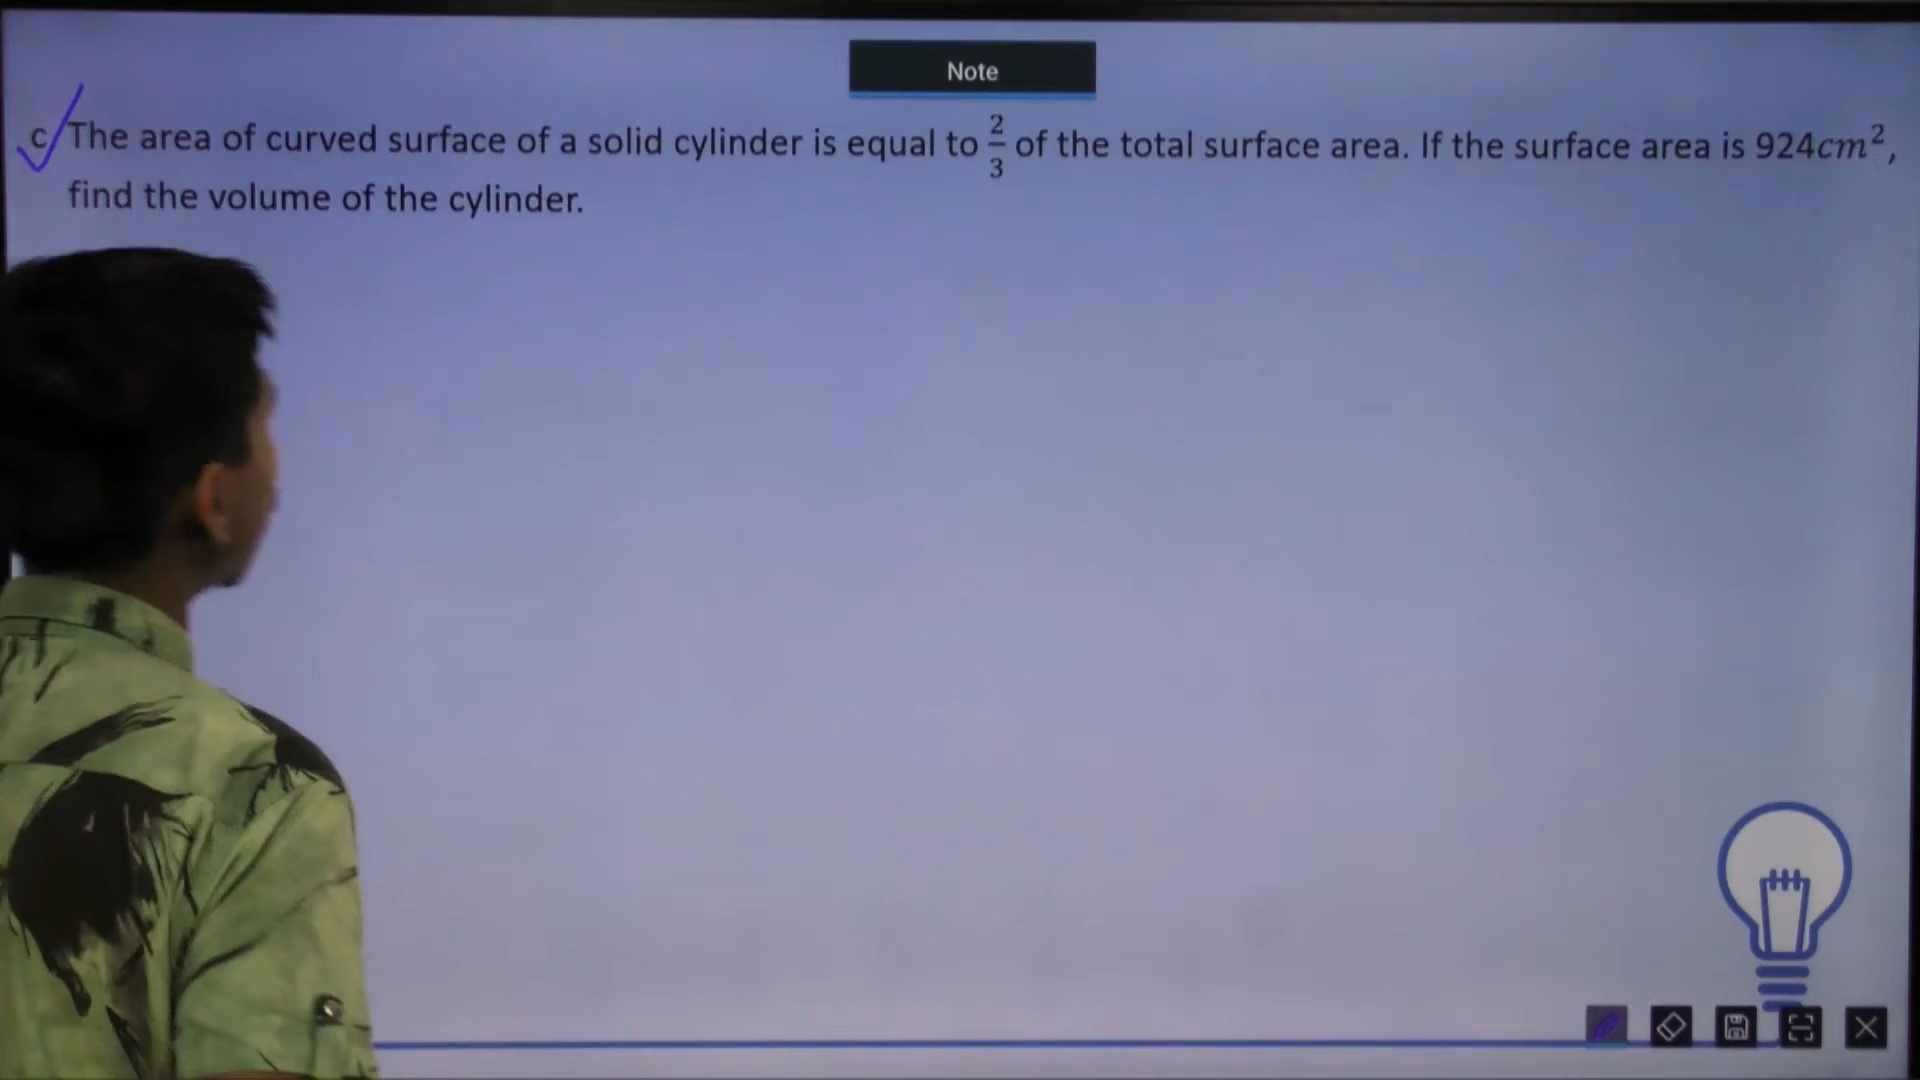 Note
c The area of curved surface of a solid cylinder is equal to 2/3 of the total surface area. If the surface area is 924cm²,
find the volume of the cylinder.